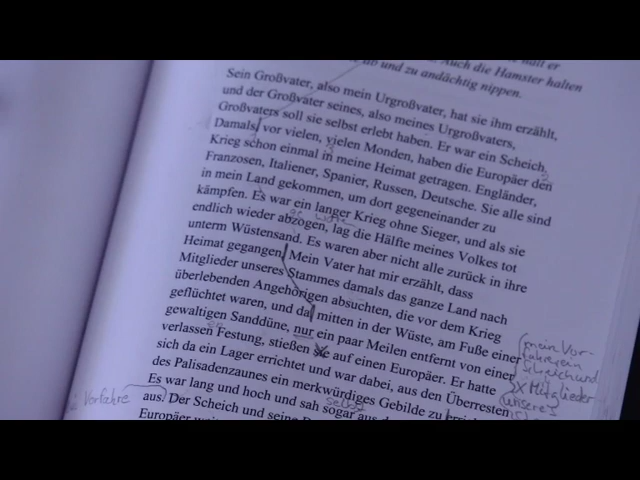 ab und zu andächtig nippen. Auch die Hamster halten
Sein Großvater, also mein Urgroßvater, hat sie ihm erzählt,
und der Großvater seines, also meines Urgroßvaters,
Großvaters soll sie selbst erlebt haben. Er war ein Scheich.
Damals, vor vielen, vielen Monden, haben die Europäer den
Krieg schon einmal in meine Heimat getragen. Engländer,
Franzosen, Italiener, Spanier, Russen, Deutsche. Sie alle sind
in mein Land gekommen, um dort gegeneinander zu
kämpfen. Es war ein langer Krieg ohne Sieger, und als sie
endlich wieder abzogen, lag die Hälfte meines Volkes tot
unterm Wüstensand. Es waren aber nicht alle zurück in ihre
Heimat gegangen. Mein Vater hat mir erzählt, dass
Mitglieder unseres Stammes damals das ganze Land nach
überlebenden Angehörigen absuchten, die vor dem Krieg
geflüchtet waren, und da, mitten in der Wüste, am Fuße einer
gewaltigen Sanddüne, nur ein paar Meilen entfernt von einer
verlassen Festung, stießen sie auf einen Europäer. Er hatte
sich da ein Lager errichtet und war dabei, aus den Überresten
des Palisadenzaunes ein merkwürdiges Gebilde zu
Es war lang und hoch und sah sogar aus
aus. Der Scheich und seine
Europäer
selbst
Vorfahre
mein Vor-
fahre, ein
Scheich und
X Mitglieder
unseres